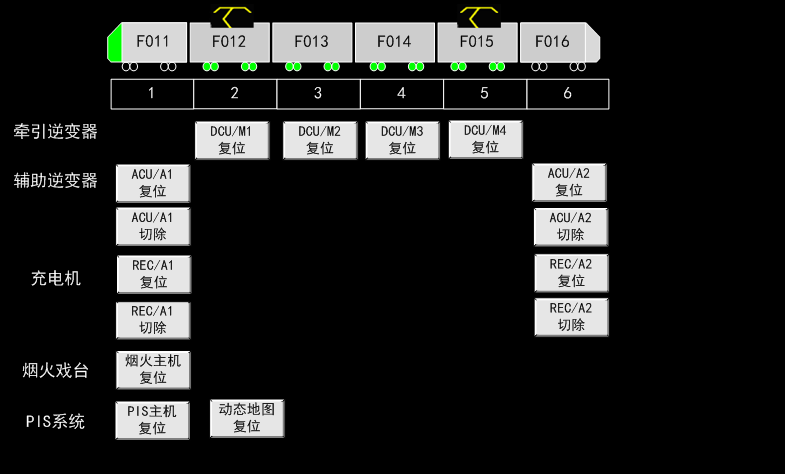 F011 F012 F013 F014 F015 F016
1 2 3 4 5 6
牵引逆变器
DCU/M1
复位
DCU/M2
复位
DCU/M3
复位
DCU/M4
复位
辅助逆变器
ACU/A1
复位
ACU/A2
复位
ACU/A1
切除
ACU/A2
切除
充电机
REC/A1
复位
REC/A2
复位
REC/A1
切除
REC/A2
切除
烟火戏台
烟火主机
复位
PIS系统
PIS主机
复位
动态地图
复位